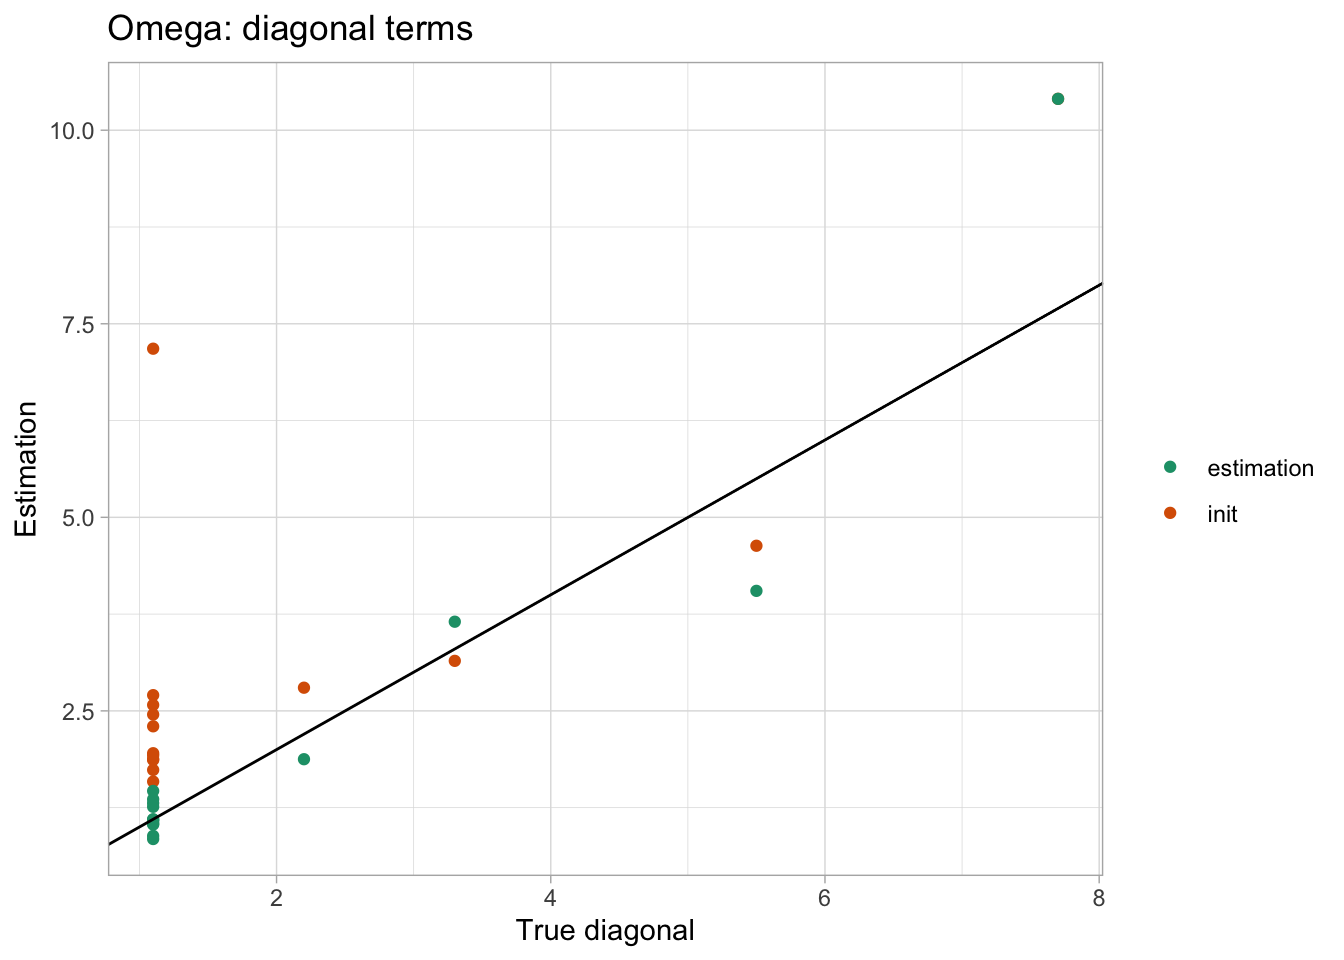 Omega: diagonal terms
10.0
7.5
5.0
2.5
Estimation
2 4 6 8
True diagonal
estimation
init